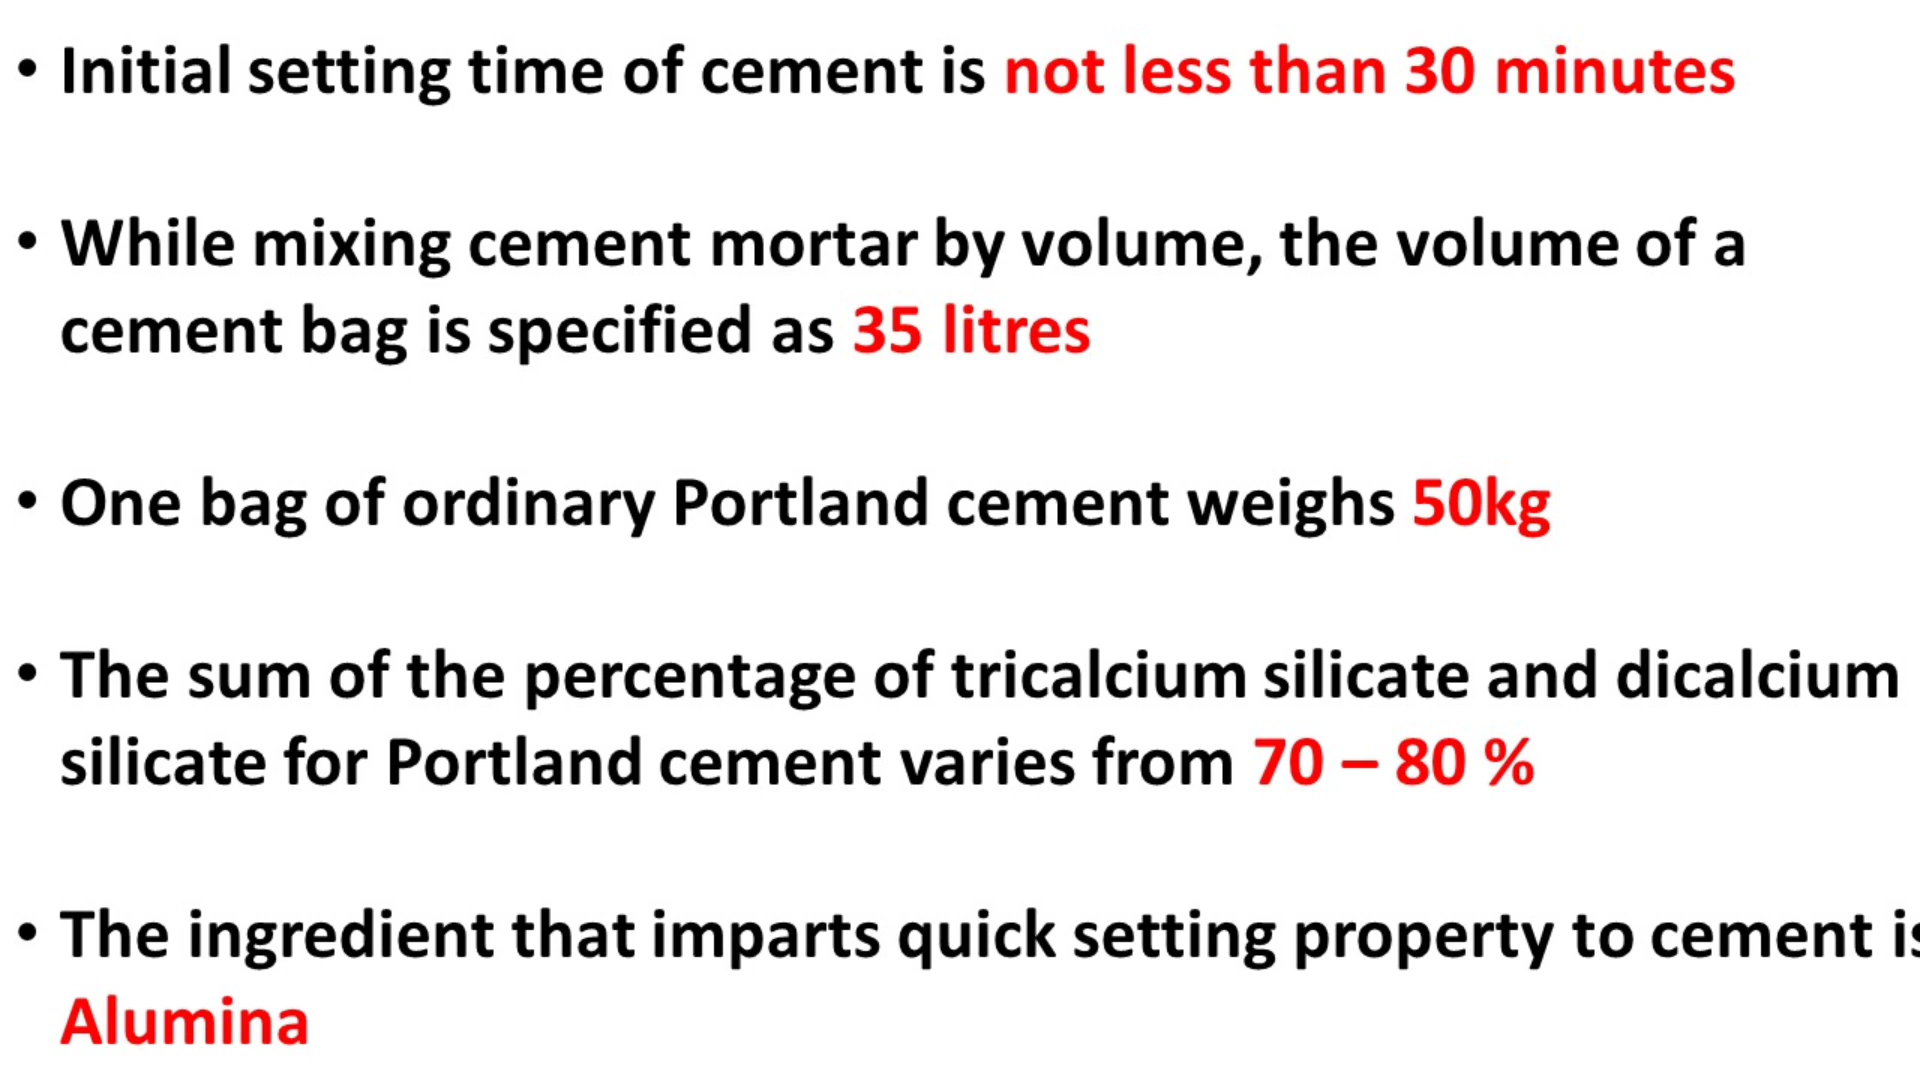 • Initial setting time of cement is not less than 30 minutes
• While mixing cement mortar by volume, the volume of a
cement bag is specified as 35 litres
• One bag of ordinary Portland cement weighs 50kg
• The sum of the percentage of tricalcium silicate and dicalcium
silicate for Portland cement varies from 70 – 80 %
• The ingredient that imparts quick setting property to cement is
Alumina